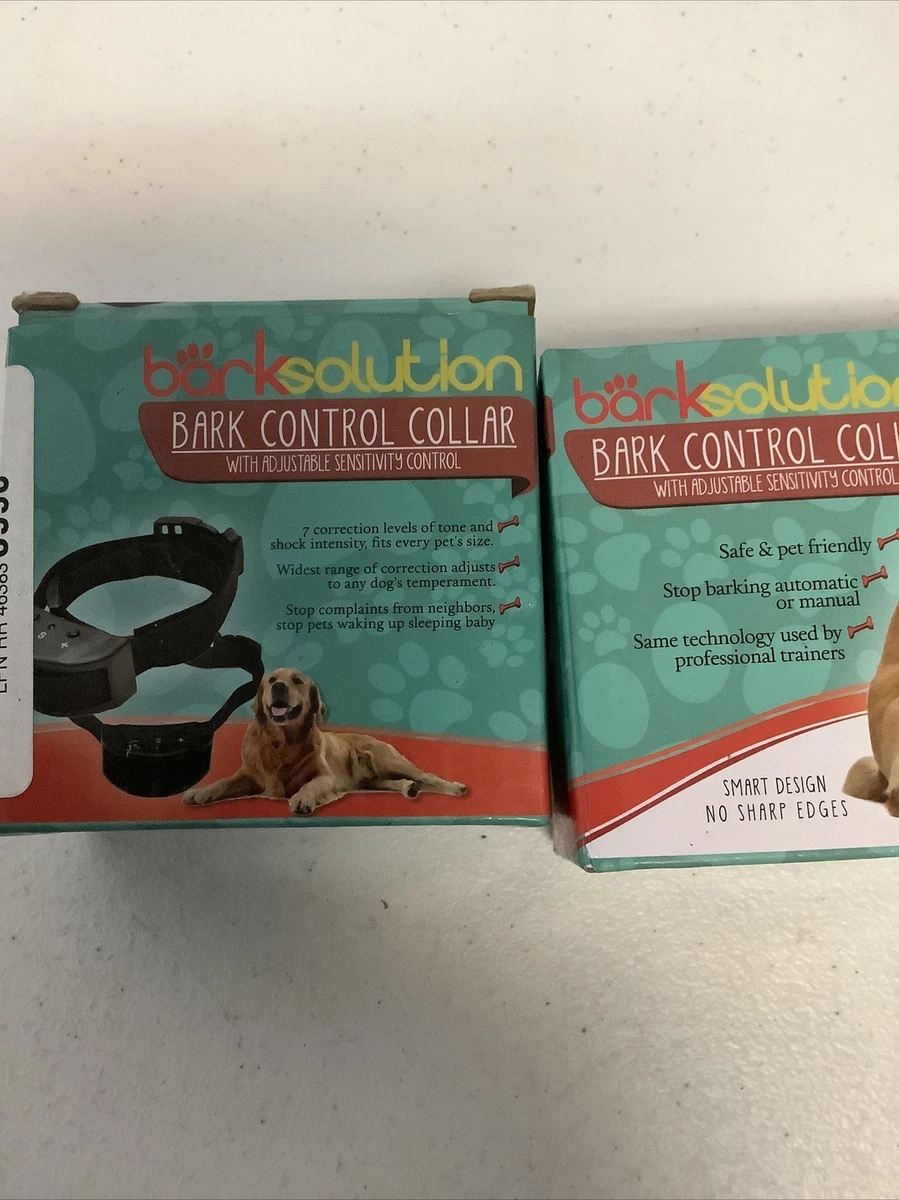 barksolution
BARK CONTROL COLLAR
WITH ADJUSTABLE SENSITIVITY CONTROL
7 correction levels of tone and
shock intensity, fits every pet's size.
Widest range of correction adjusts
to any dog's temperament.
Stop complaints from neighbors,
stop pets waking up sleeping baby
S
+
S +
barksolution
BARK CONTROL COLL
WITH ADJUSTABLE SENSITIVITY CONTROL
Safe & pet friendly
Stop barking automatic
or manual
Same technology used by
professional trainers
SMART DESIGN
NO SHARP EDGES